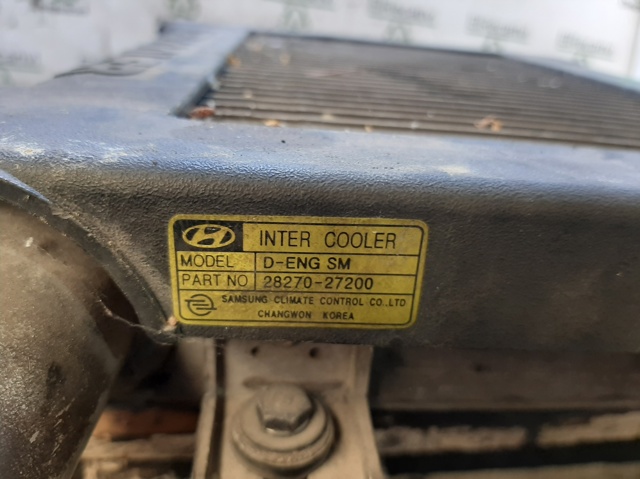 INTER COOLER
MODEL D-ENG SM
PART NO 28270-27200
SAMSUNG CLIMATE CONTROL CO.,LTD
CHANGWON KOREA